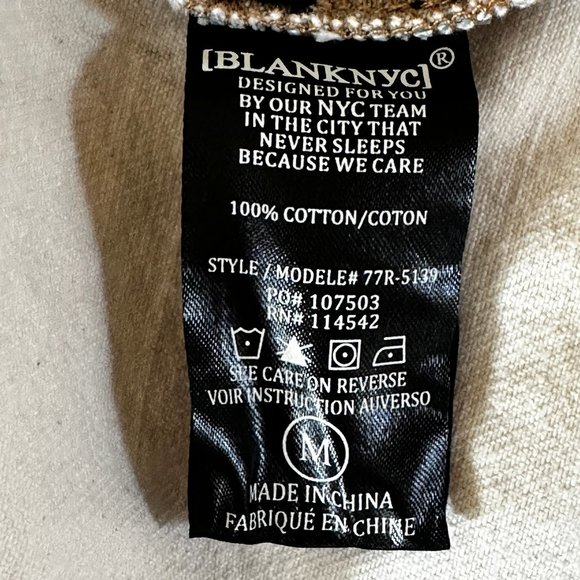 [BLANKNYC]®
DESIGNED FOR YOU
BY OUR NYC TEAM
IN THE CITY THAT
NEVER SLEEPS
BECAUSE WE CARE
100% COTTON/COTON
STYLE / MODELE# 77R-5139
PO# 107503
RN# 114542
SEE CARE ON REVERSE
VOIR INSTRUCTION AUVERSO
M
MADE IN CHINA
FABRIQUÉ EN CHINE